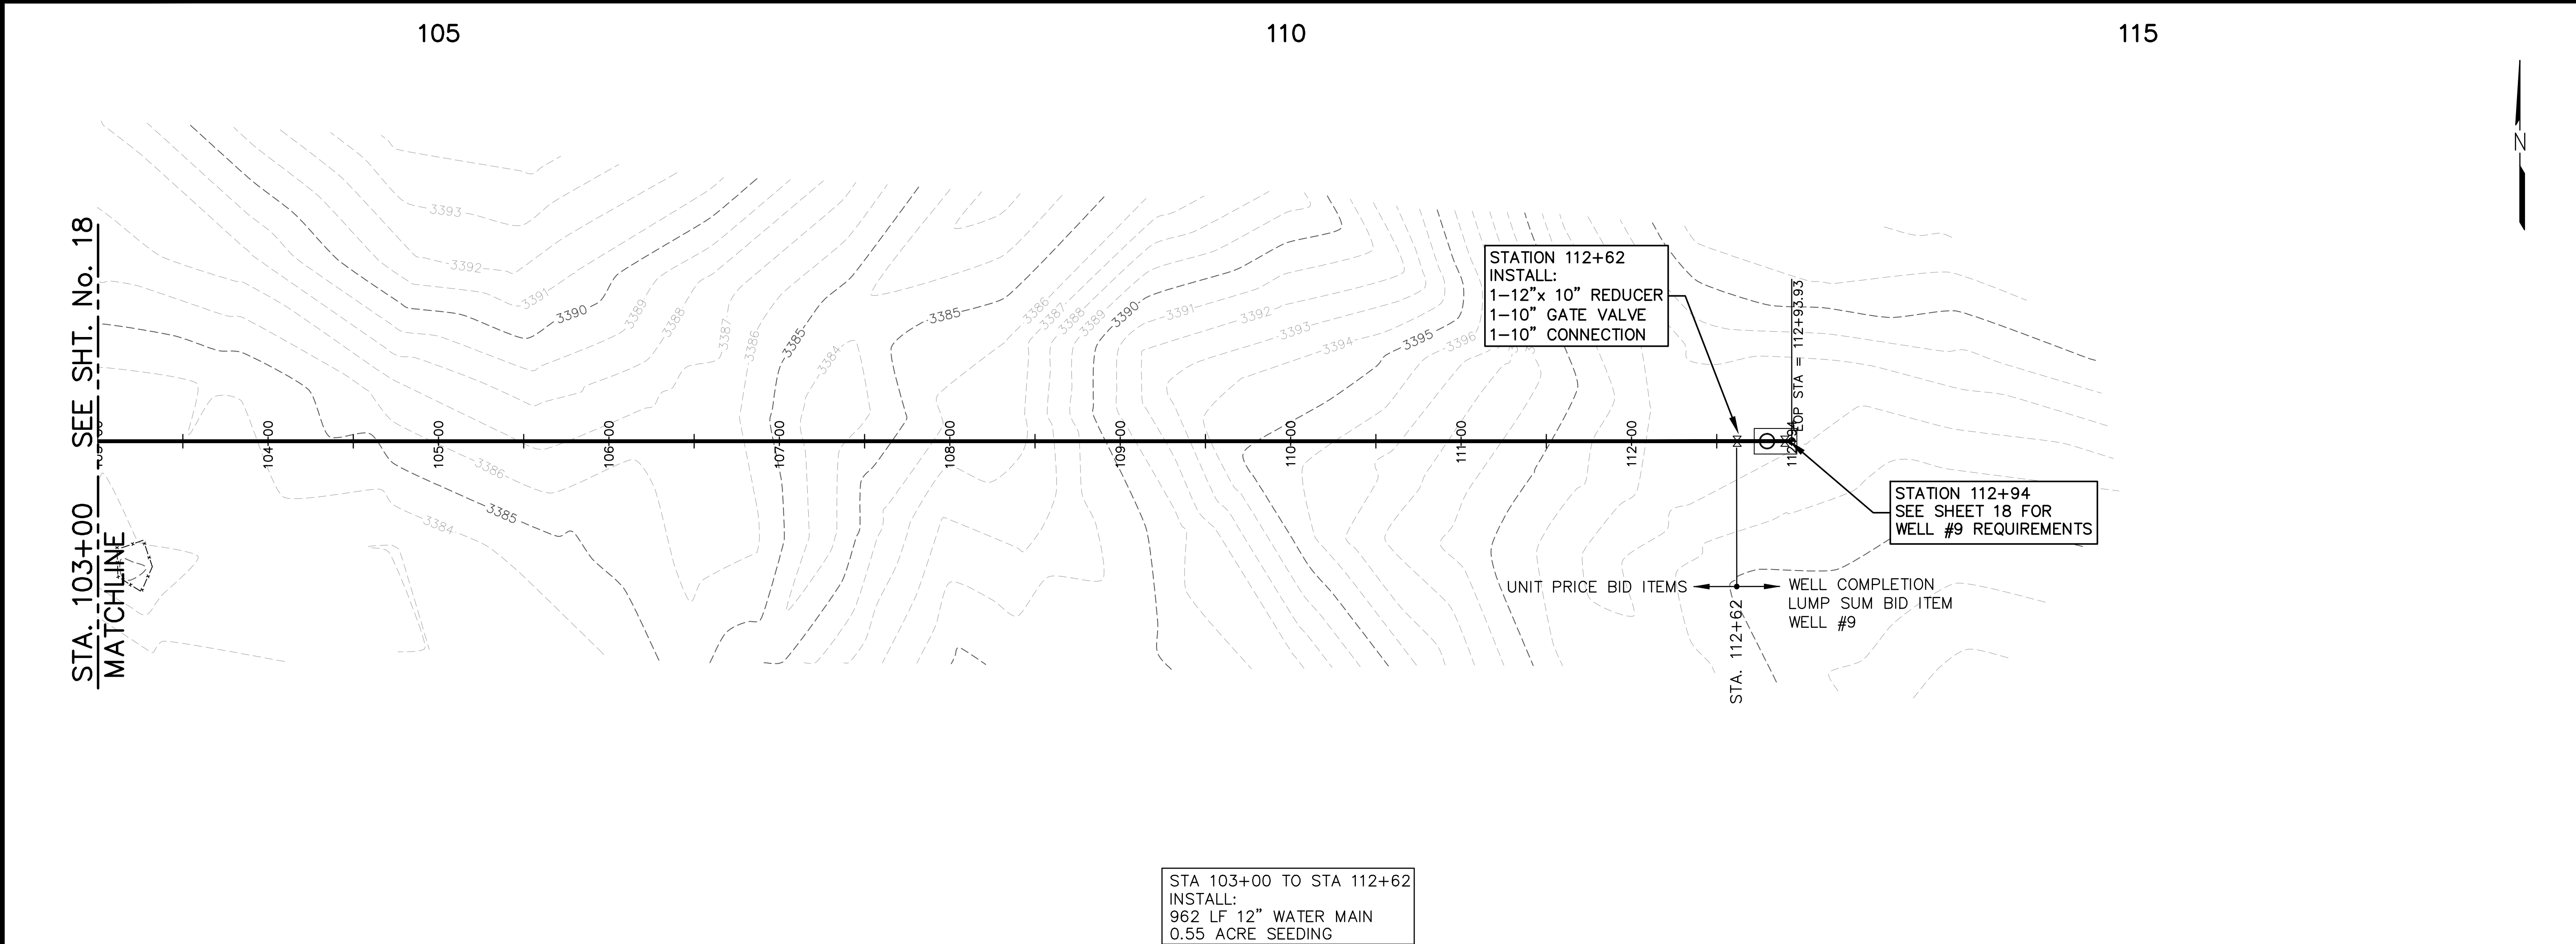 105
110
115
N
STA. 103+00 SEE SHT. No. 18
MATCHLINE
3393
3392
3391
3390
3389
3388
3387
3386
3385
3384
3385
3386
3387
3388
3389
3390
3391
3392
3393
3394
3395
3396
3386
3385
3384
STATION 112+62
INSTALL:
1-12"x 10" REDUCER
1-10" GATE VALVE
1-10" CONNECTION
EOP STA = 112+93.93
104+00
105+00
106+00
107+00
108+00
109+00
110+00
111+00
112+00
STATION 112+94
SEE SHEET 18 FOR
WELL #9 REQUIREMENTS
UNIT PRICE BID ITEMS
WELL COMPLETION
LUMP SUM BID ITEM
WELL #9
STA. 112+62
STA 103+00 TO STA 112+62
INSTALL:
962 LF 12" WATER MAIN
0.55 ACRE SEEDING